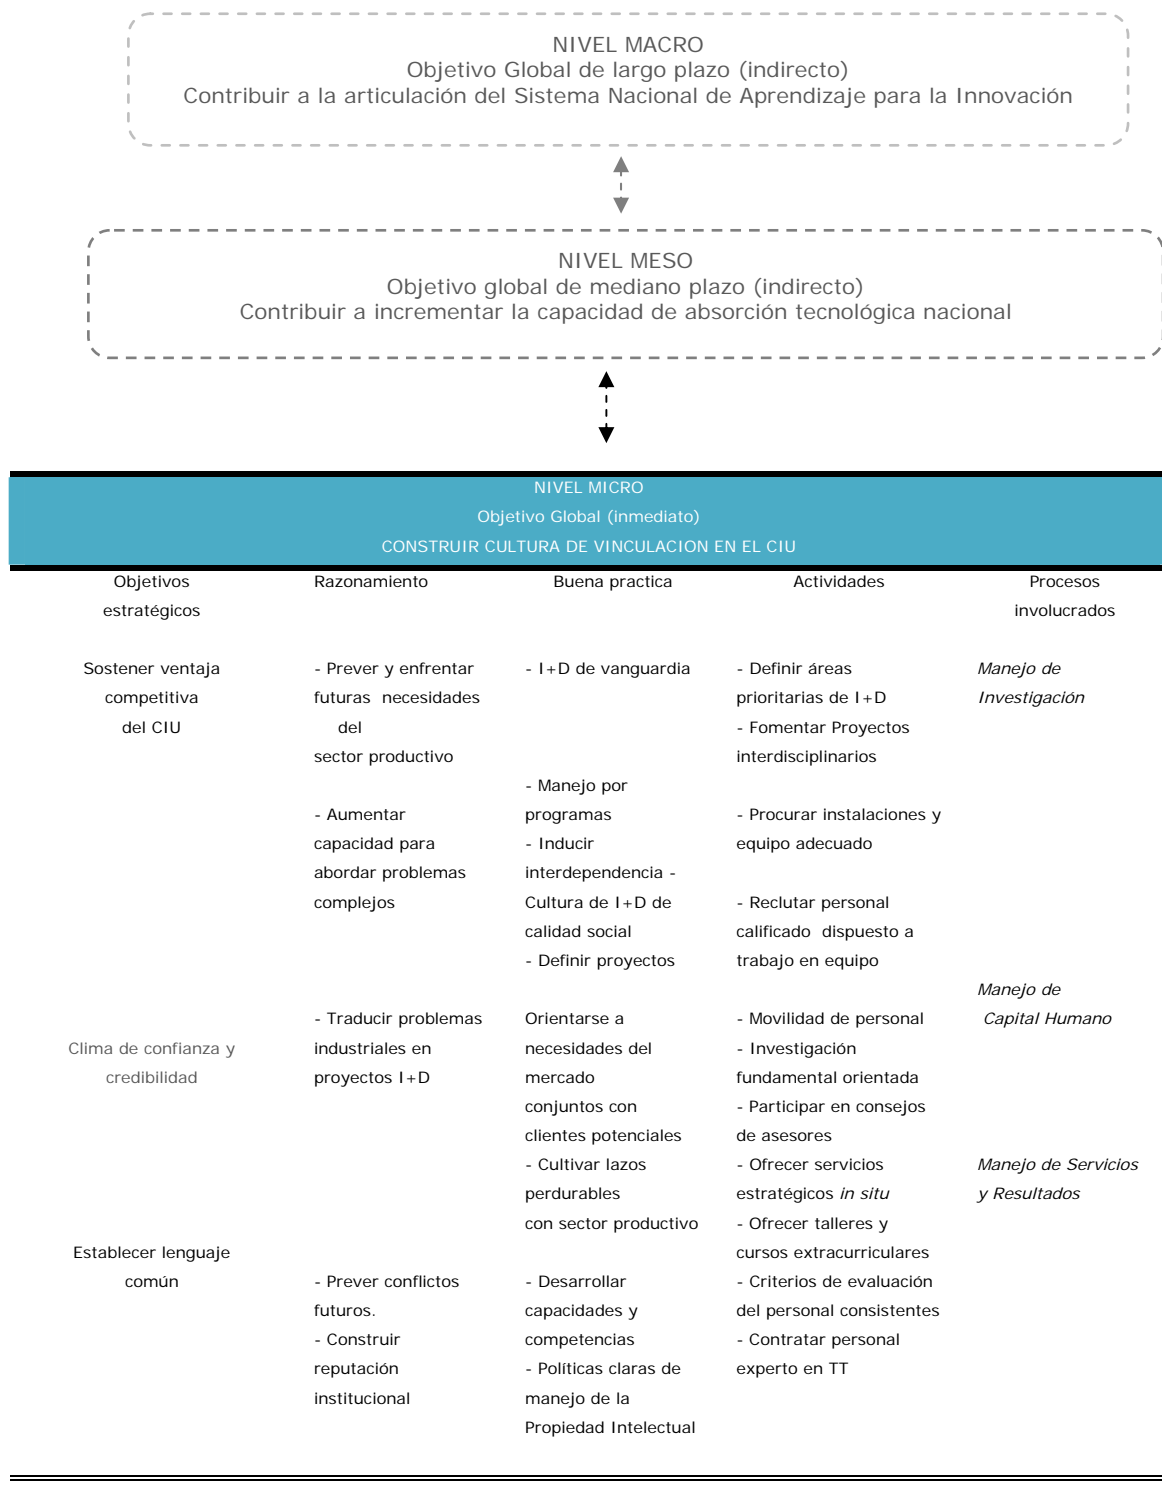 NIVEL MACRO
Objetivo Global de largo plazo (indirecto)
Contribuir a la articulación del Sistema Nacional de Aprendizaje para la Innovación
NIVEL MESO
Objetivo global de mediano plazo (indirecto)
Contribuir a incrementar la capacidad de absorción tecnológica nacional
NIVEL MICRO
Objetivo Global (inmediato)
CONSTRUIR CULTURA DE VINCULACION EN EL CIU
Objetivos
estratégicos
Razonamiento
Buena practica
Actividades
Procesos
involucrados
Sostener ventaja
competitiva
del CIU
- Prever y enfrentar
futuras necesidades
del
sector productivo
- Aumentar
capacidad para
abordar problemas
complejos
- I+D de vanguardia
- Manejo por
programas
- Inducir
interdependencia -
Cultura de I+D de
calidad social
- Definir proyectos
- Definir áreas
prioritarias de I+D
- Fomentar Proyectos
interdisciplinarios
- Procurar instalaciones y
equipo adecuado
- Reclutar personal
calificado dispuesto a
trabajo en equipo
Manejo de
Investigación
Manejo de
Capital Humano
Clima de confianza y
credibilidad
- Traducir problemas
industriales en
proyectos I+D
Orientarse a
necesidades del
mercado
conjuntos con
clientes potenciales
- Cultivar lazos
perdurables
con sector productivo
- Movilidad de personal
- Investigación
fundamental orientada
- Participar en consejos
de asesores
- Ofrecer servicios
estratégicos in situ
- Ofrecer talleres y
cursos extracurriculares
Manejo de Servicios
y Resultados
Establecer lenguaje
común
- Prever conflictos
futuros.
- Construir
reputación
institucional
- Desarrollar
capacidades y
competencias
- Políticas claras de
manejo de la
Propiedad Intelectual
- Criterios de evaluación
del personal consistentes
- Contratar personal
experto en TT